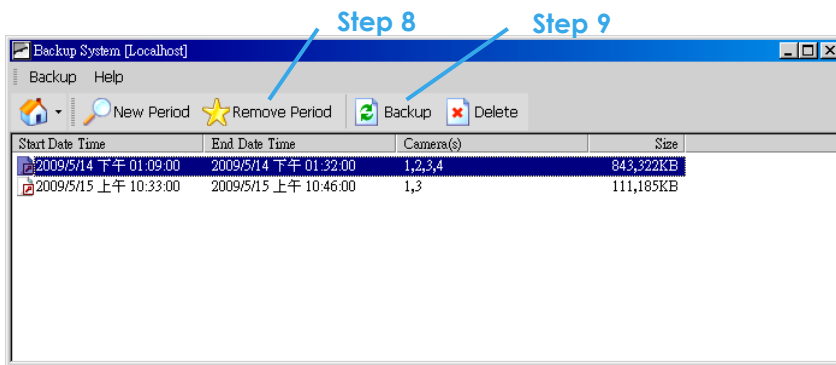 Step 8 Step 9
Backup System [Localhost]
Backup Help
New Period Remove Period Backup Delete
Start Date Time End Date Time Camera(s) Size
2009/5/14 下午 01:09:00 2009/5/14 下午 01:32:00 1,2,3,4 843,322KB
2009/5/15 上午 10:33:00 2009/5/15 上午 10:46:00 1,3 111,185KB